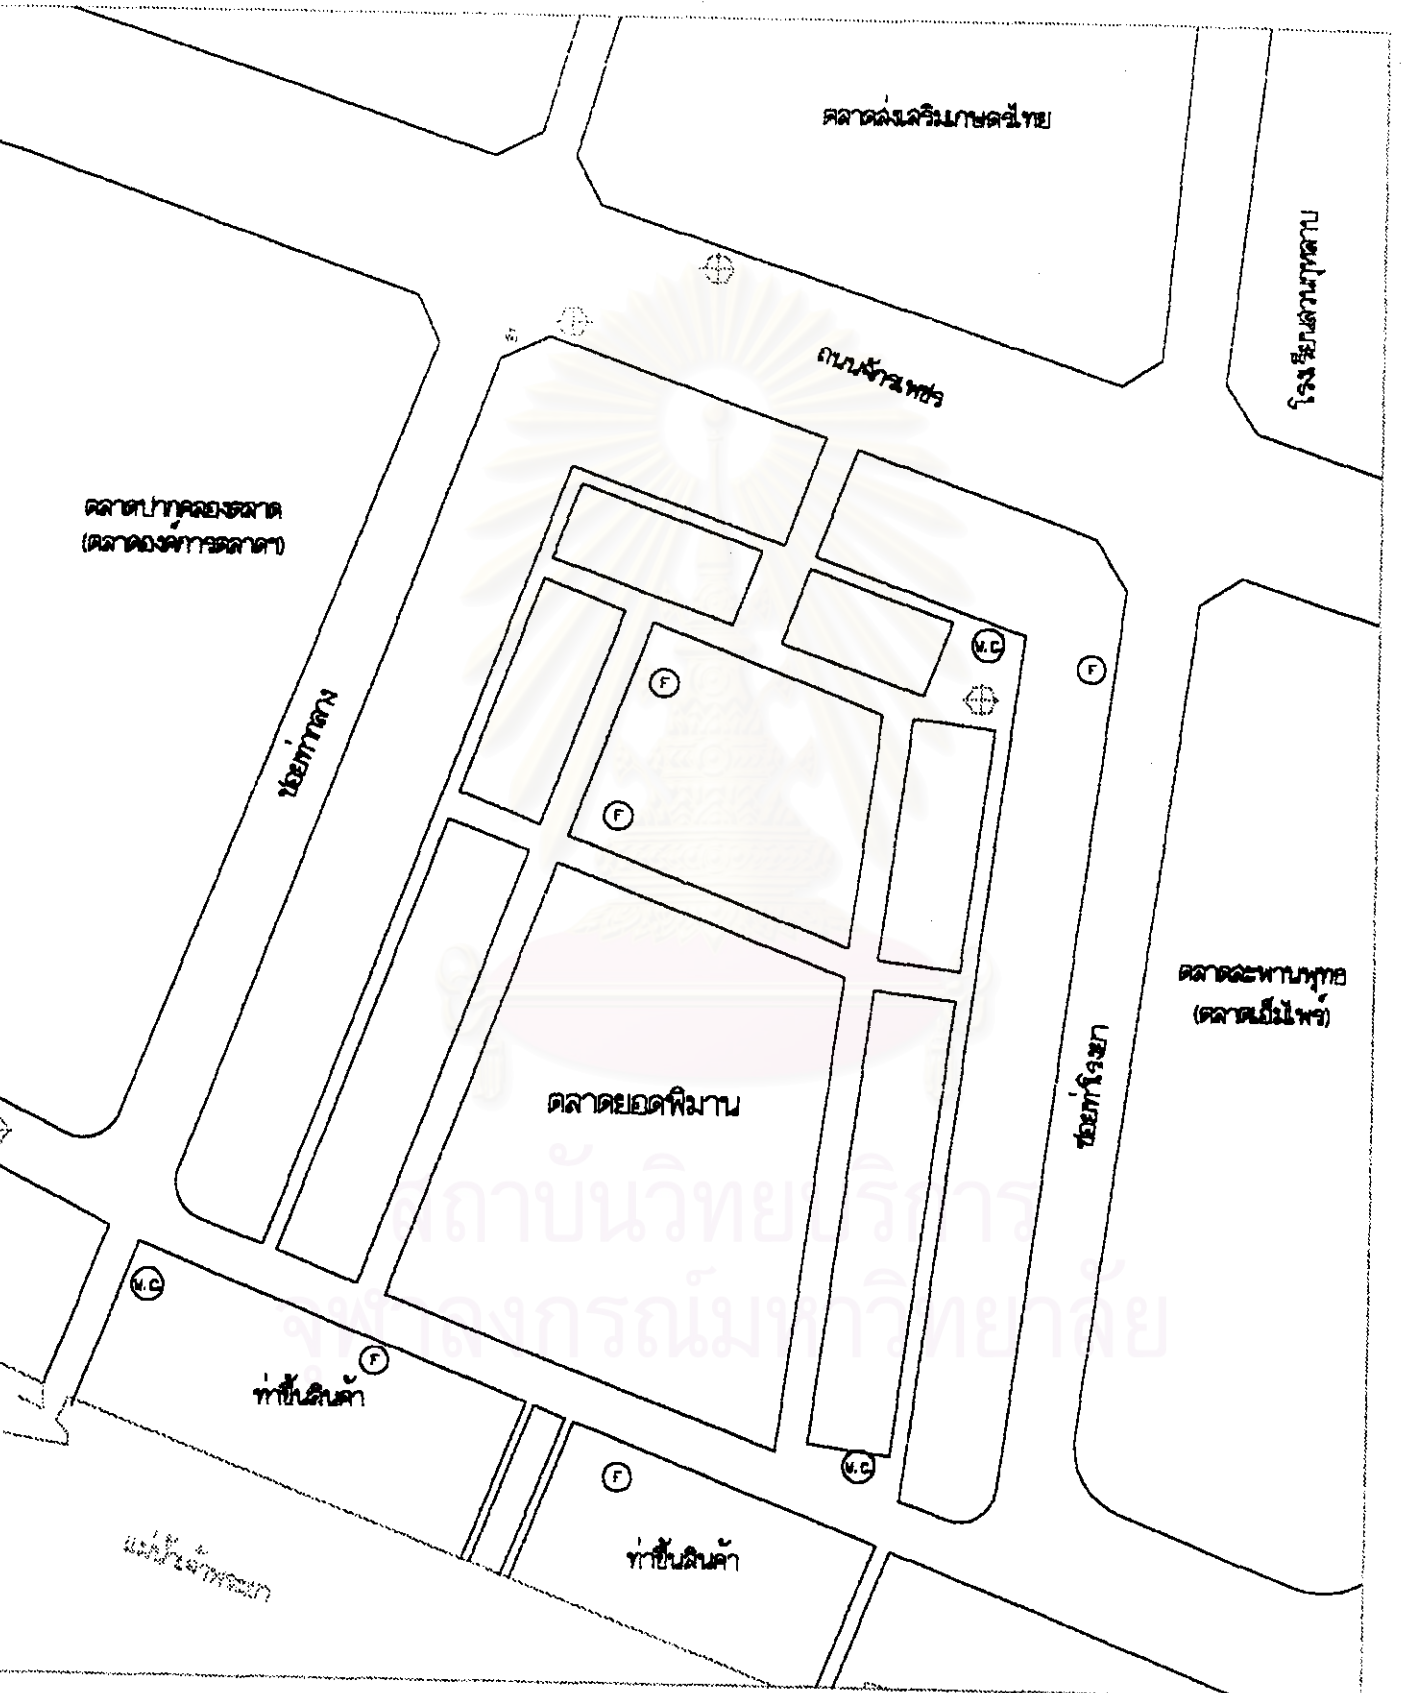 ตลาดส่งเสริมเกษตรไทย
โรงเรียนสวนกุหลาบ
ถนนจักรเพชร
ตลาดปากคลองตลาด
(ตลาดองค์การตลาดฯ)
W.C
F
F
ซอยท่ากลาง
F
ตลาดสะพานพุทธ
(ตลาดเอ็มไพร์)
ซอยท่าโรงยา
ตลาดยอดพิมาน
สถาบันวิทยบริการ
จุฬาลงกรณ์มหาวิทยาลัย
W.C
F
ท่าขึ้นสินค้า
W.C
F
ท่าขึ้นสินค้า
แม่น้ำเจ้าพระยา